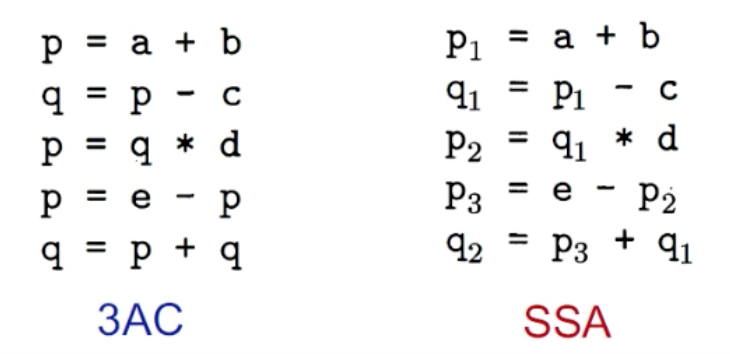 p = a + b
q = p - c
p = q * d
p = e - p
q = p + q
3AC
p₁ = a + b
q₁ = p₁ - c
p₂ = q₁ * d
p₃ = e - p₂
q₂ = p₃ + q₁
SSA